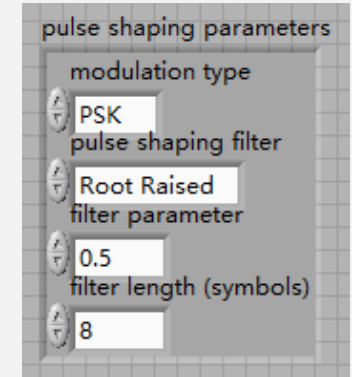 pulse shaping parameters
modulation type
PSK
pulse shaping filter
Root Raised
filter parameter
0.5
filter length (symbols)
8